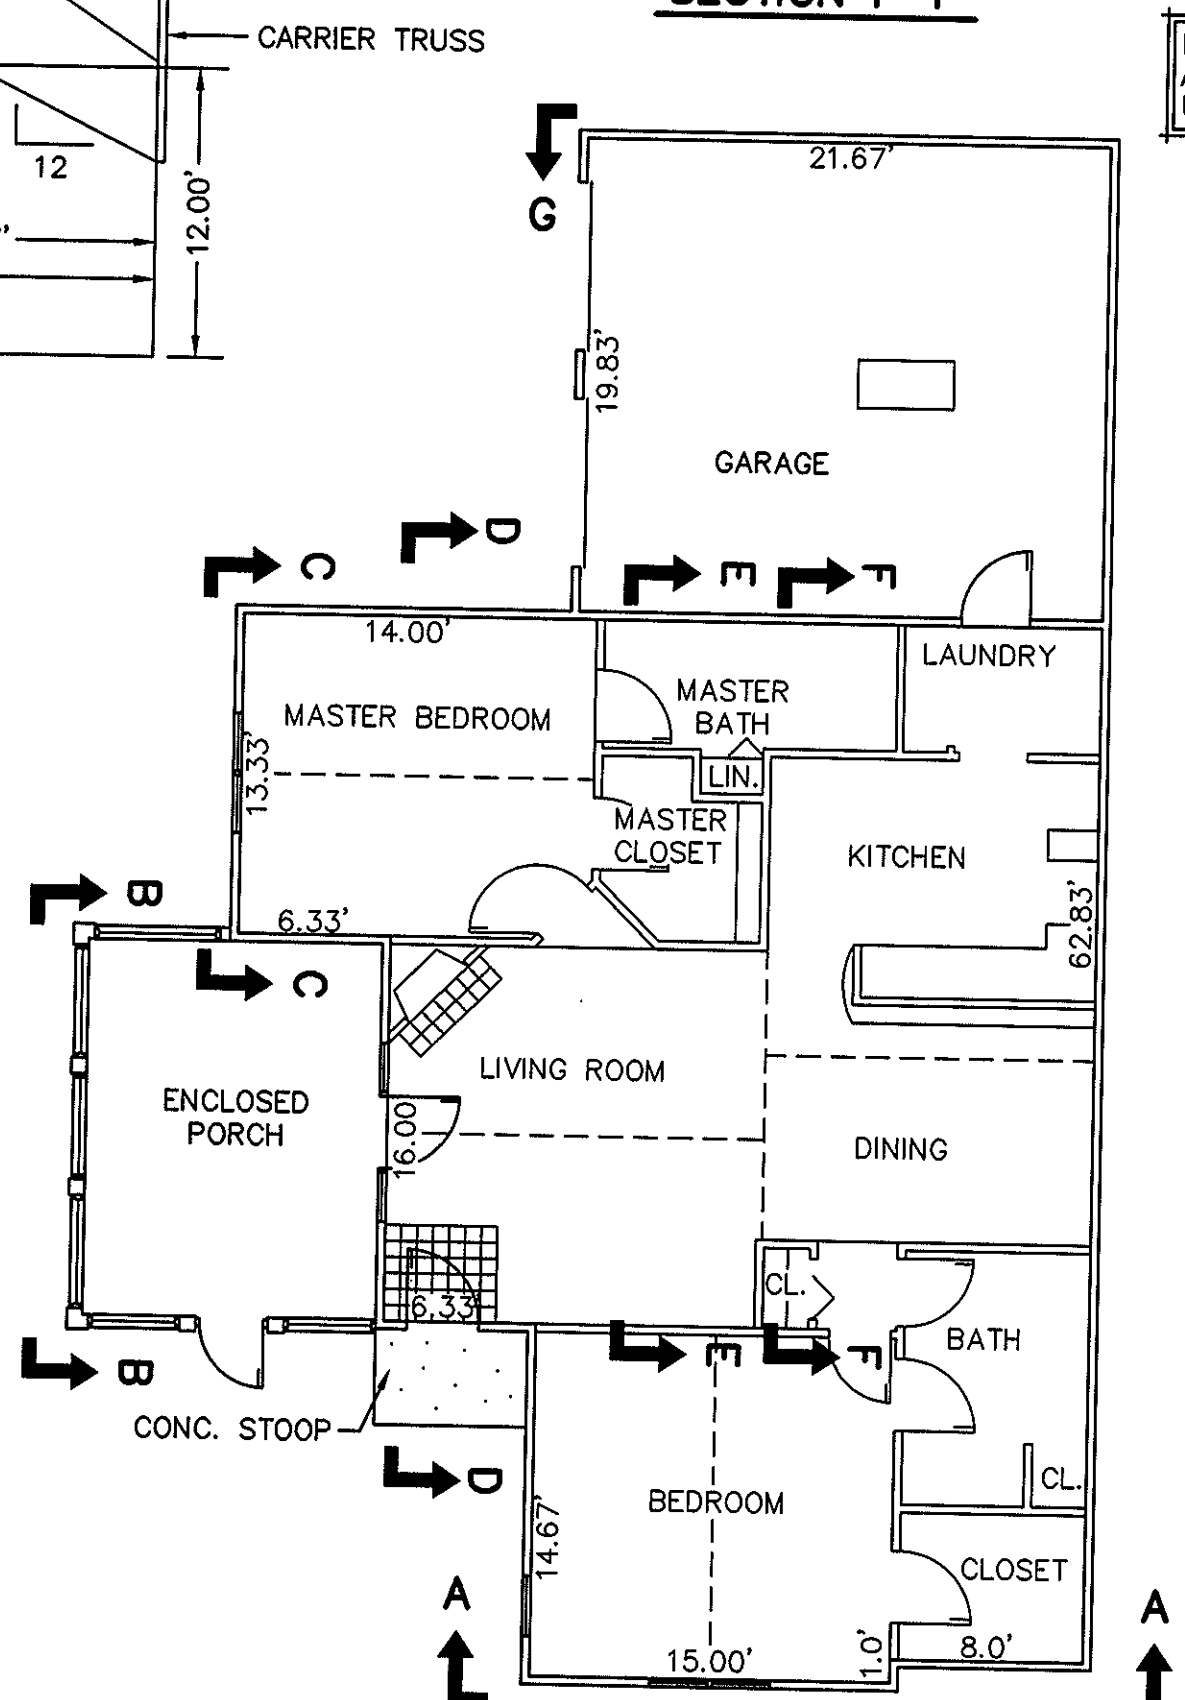 CARRIER TRUSS
12
12.00'
21.67'
G
19.83'
GARAGE
D
C
E
F
14.00'
LAUNDRY
MASTER
BATH
MASTER BEDROOM
13.33'
LIN.
MASTER
CLOSET
KITCHEN
B
6.33'
62.83'
C
LIVING ROOM
ENCLOSED
PORCH
16.00
DINING
CL.
6.33'
BATH
E
F
B
CONC. STOOP
D
CL.
BEDROOM
14.67'
CLOSET
A
A
15.00'
1.0'
8.0'